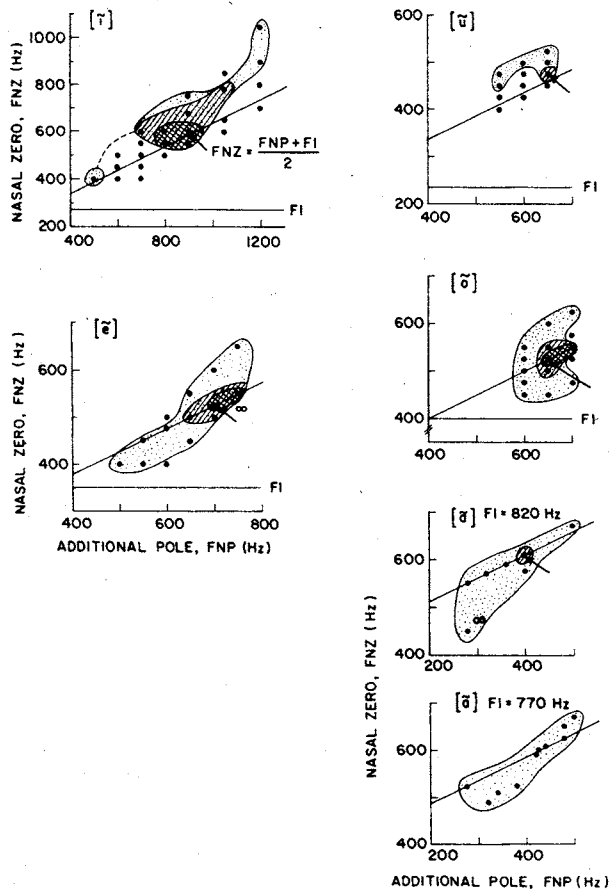 [ĩ]
1000
800
600
400
200
400 600 800 1000 1200
NASAL ZERO, FNZ (Hz)
FNZ = FNP + F1 / 2
F1
[ũ]
600
400
200
400 600
F1
[ẽ]
600
400
400 600 800
NASAL ZERO, FNZ (Hz)
F1
ADDITIONAL POLE, FNP (Hz)
[õ]
600
400
400 600
F1
[ã] F1 = 820 Hz
600
400
200 400
[ã] F1 = 770 Hz
600
400
200 400
NASAL ZERO, FNZ (Hz)
ADDITIONAL POLE, FNP (Hz)